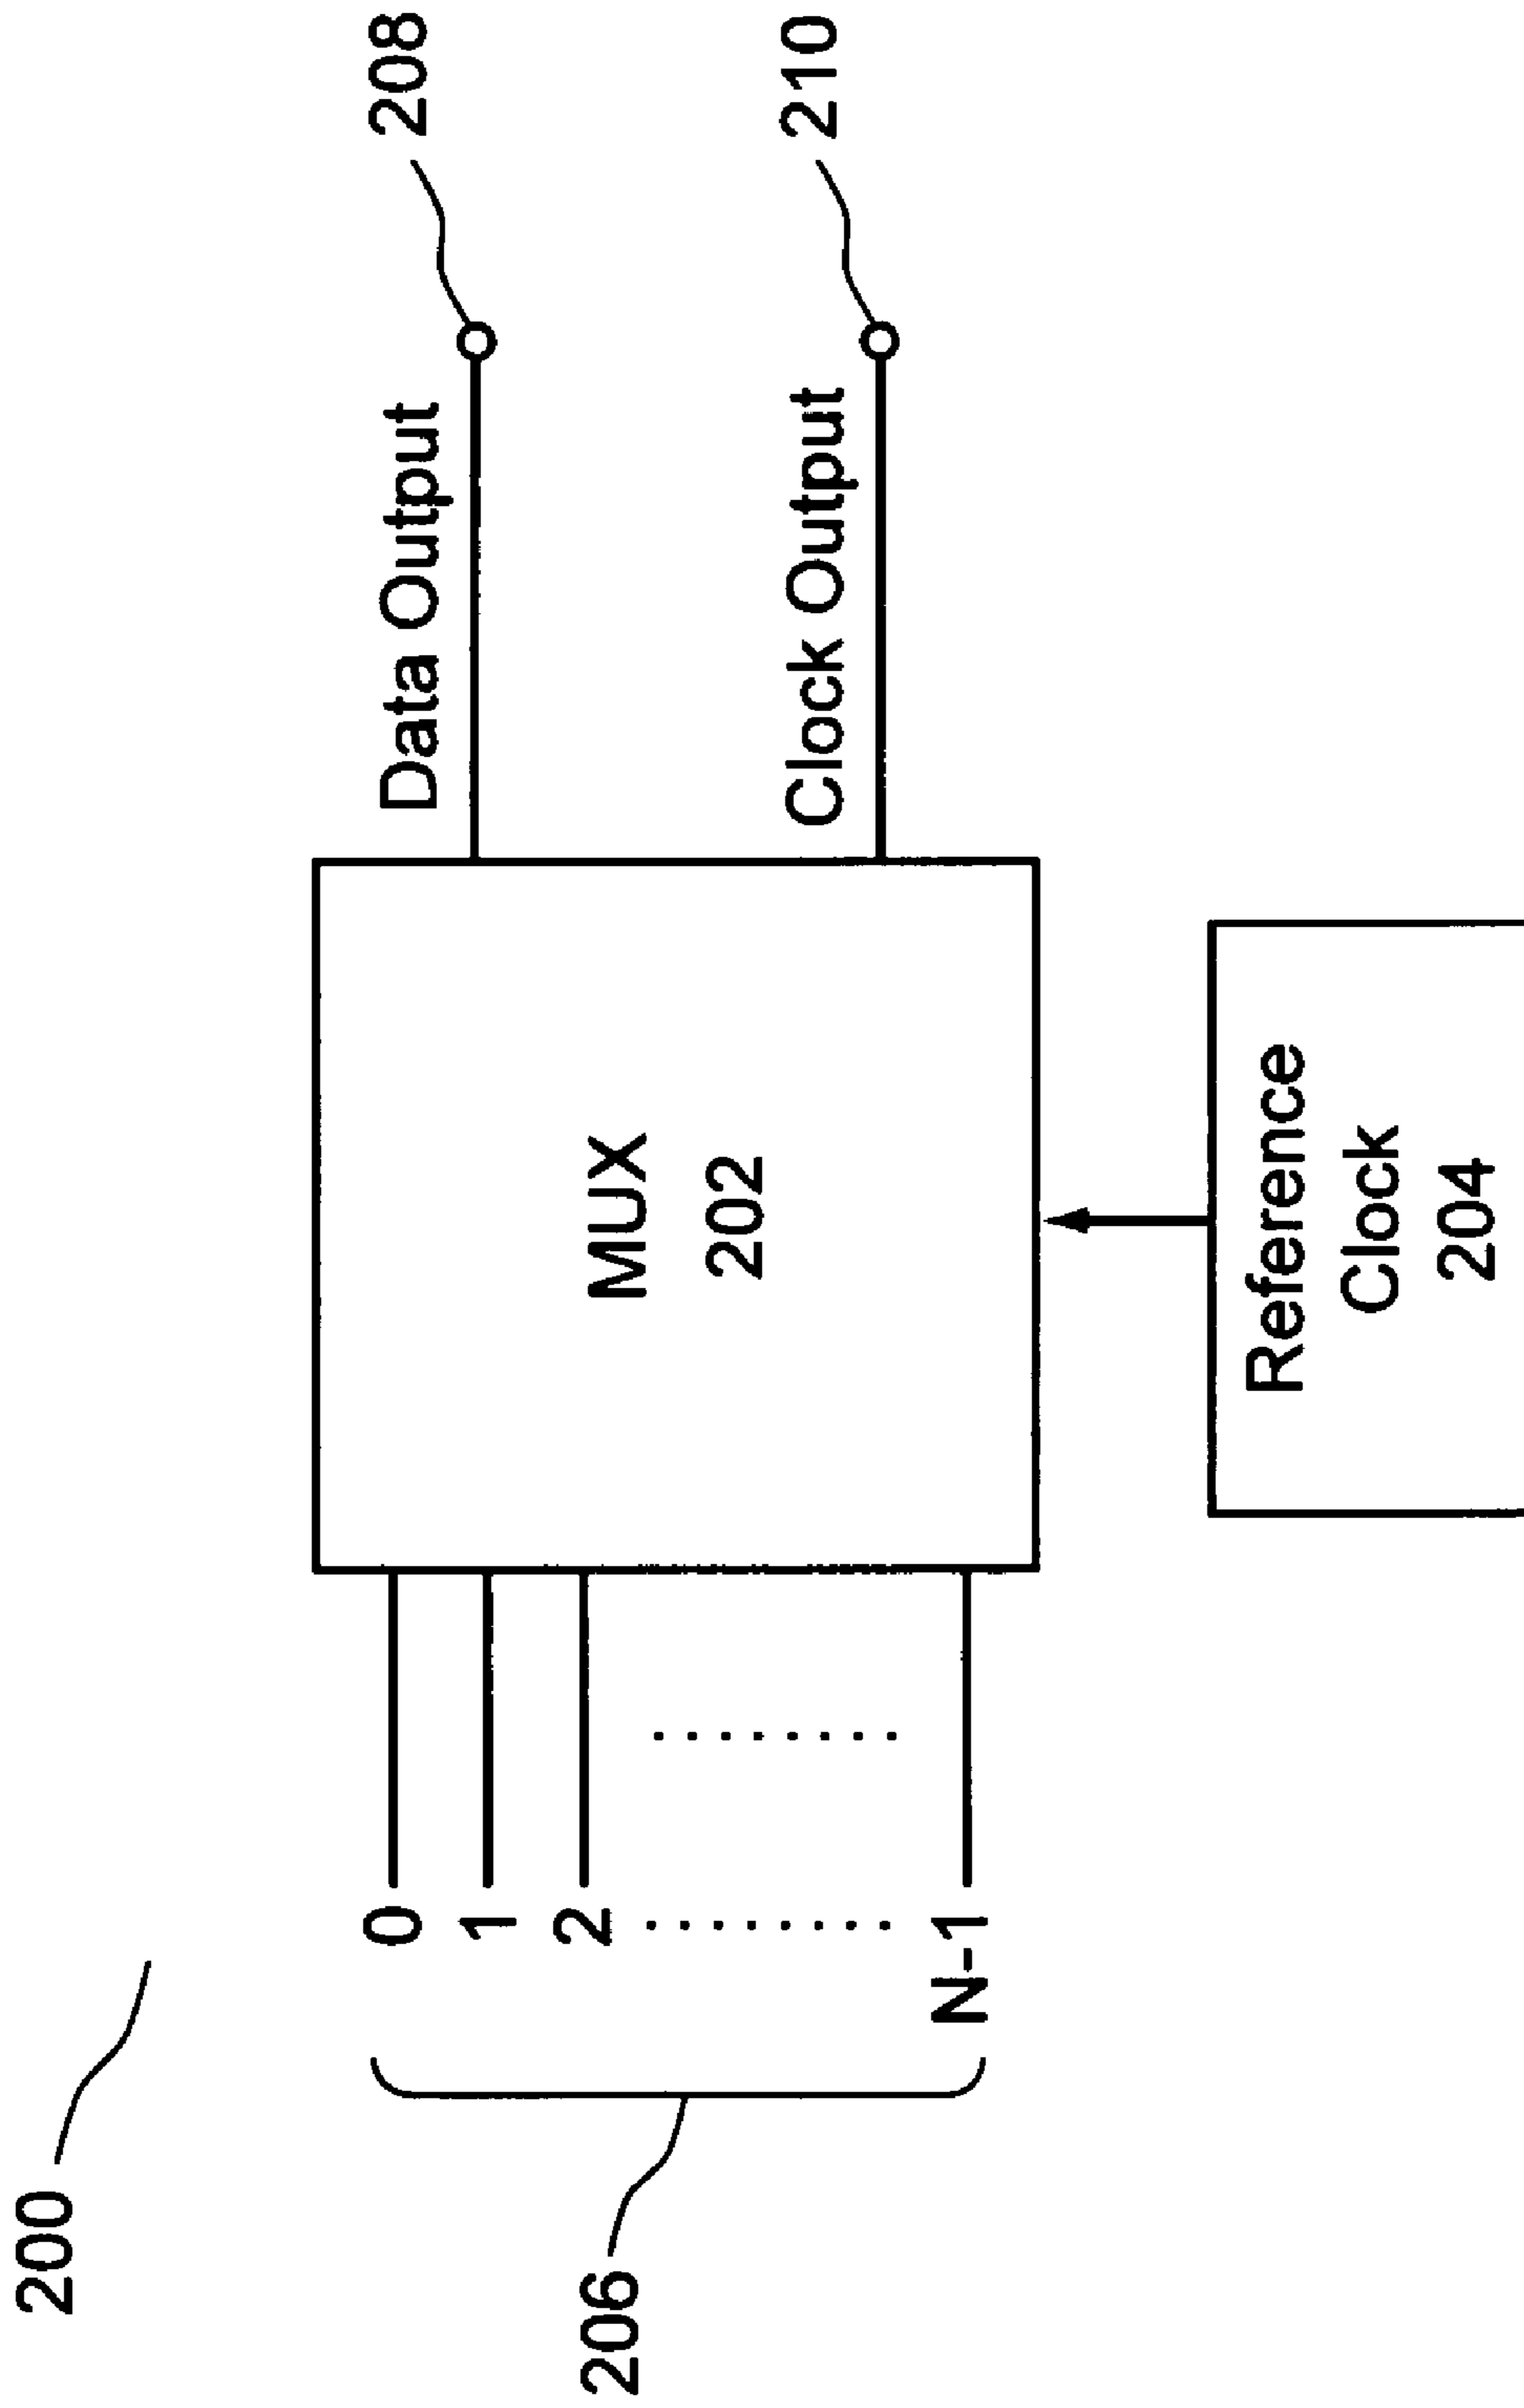 200
206
0
1
2
N-1
MUX
202
Reference
Clock
204
Data Output
208
Clock Output
210